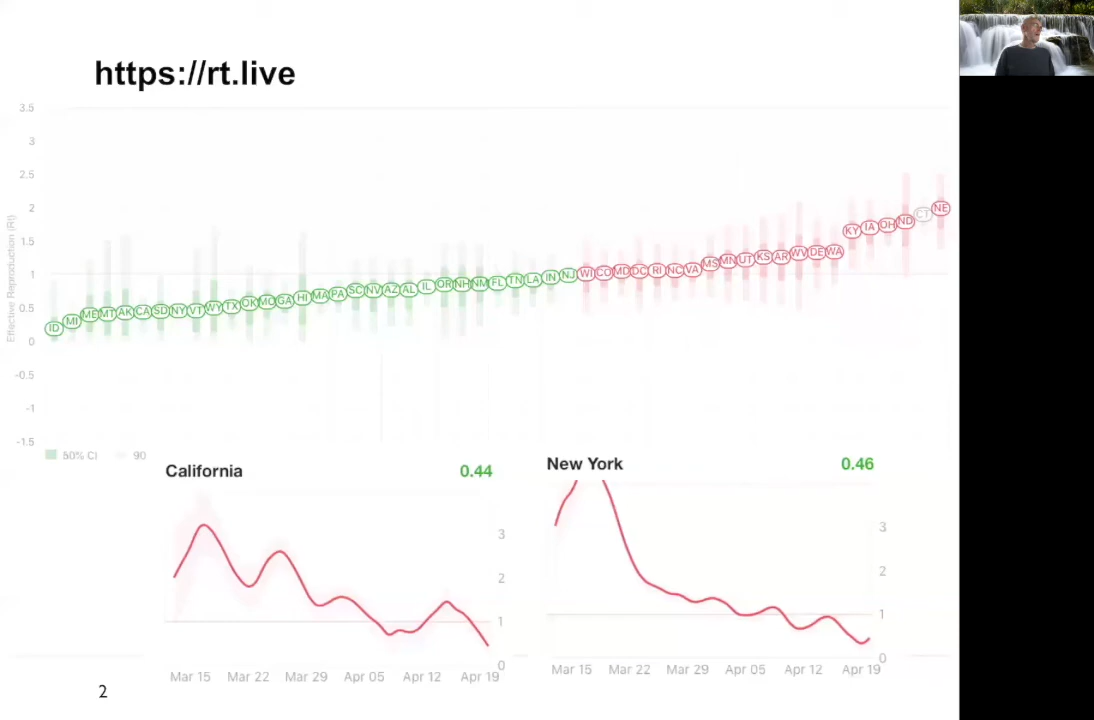 https://rt.live
3.5
3
2.5
2
1.5
1
0.5
0
-0.5
-1
-1.5
Effective Reproduction (Rt)
ID MI ME MT AK CA SD NY VT WY TX OK MO GA HI MA PA SC NV AZ AL IL OR NH NM FL TN LA IN NJ WI CO MD DC RI NC VA MS MN UT KS AR WV DE WA KY IA OH ND CT NE
50% CI 90
California 0.44
3
2
1
0
Mar 15 Mar 22 Mar 29 Apr 05 Apr 12 Apr 19
New York 0.46
3
2
1
0
Mar 15 Mar 22 Mar 29 Apr 05 Apr 12 Apr 19
2